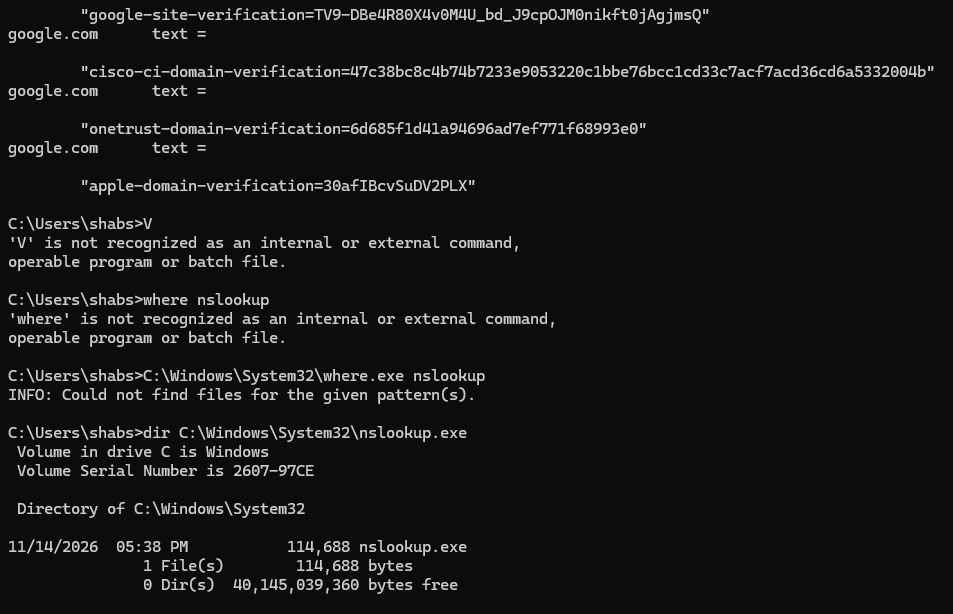 "google-site-verification=TV9-DBe4R80X4v0M4U_bd_J9cpOJM0nikft0jAgjmsQ"
google.com      text =
"cisco-ci-domain-verification=47c38bc8c4b74b7233e9053220c1bbe76bcc1cd33c7acf7acd36cd6a5332004b"
google.com      text =
"onetrust-domain-verification=6d685f1d41a94696ad7ef771f68993e0"
google.com      text =
"apple-domain-verification=30afIBcvSuDV2PLX"
C:\Users\shabs>V
'V' is not recognized as an internal or external command,
operable program or batch file.
C:\Users\shabs>where nslookup
'where' is not recognized as an internal or external command,
operable program or batch file.
C:\Users\shabs>C:\Windows\System32\where.exe nslookup
INFO: Could not find files for the given pattern(s).
C:\Users\shabs>dir C:\Windows\System32\nslookup.exe
Volume in drive C is Windows
Volume Serial Number is 2607-97CE
Directory of C:\Windows\System32
11/14/2026  05:38 PM           114,688 nslookup.exe
1 File(s)        114,688 bytes
0 Dir(s)  40,145,039,360 bytes free